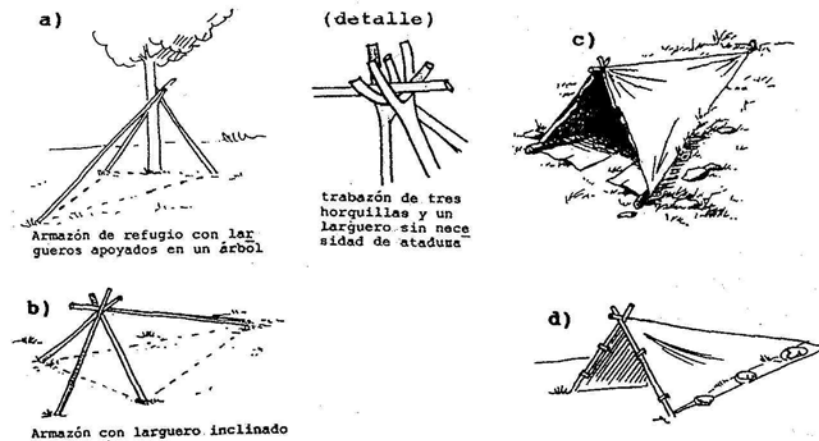 a)
Armazón de refugio con lar
gueros apoyados en un árbol
(detalle)
trabazón de tres
horquillas y un
larguero sin nece
sidad de atadura
c)
b)
Armazón con larguero inclinado
d)